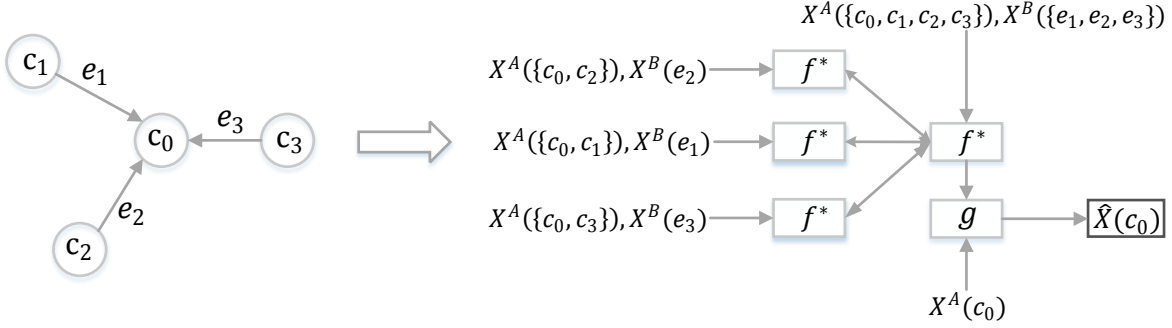 c₁
e₁
c₀
e₃
c₃
e₂
c₂
X^A({c₀, c₁, c₂, c₃}), X^B({e₁, e₂, e₃})
X^A({c₀, c₂}), X^B(e₂)
f*
X^A({c₀, c₁}), X^B(e₁)
f*
f*
X^A({c₀, c₃}), X^B(e₃)
f*
g
X̂(c₀)
X^A(c₀)